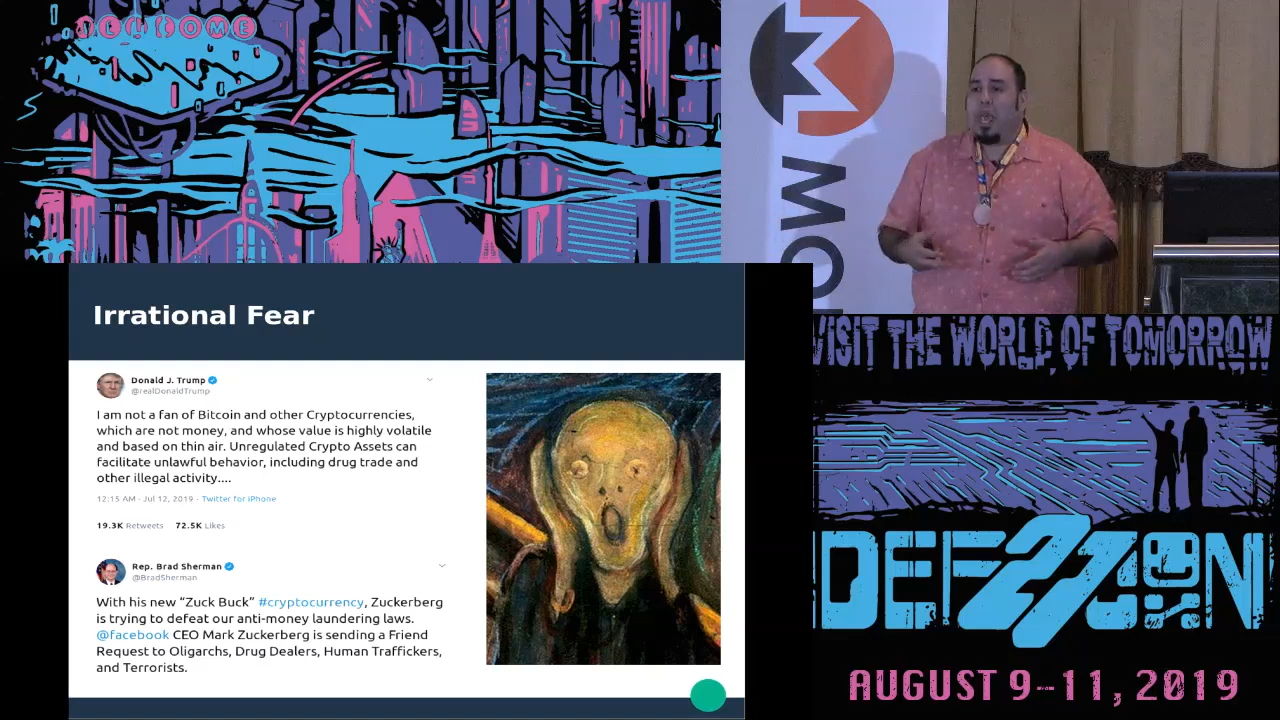 WELCOME
MO
Irrational Fear
Donald J. Trump
@realDonaldTrump
I am not a fan of Bitcoin and other Cryptocurrencies,
which are not money, and whose value is highly volatile
and based on thin air. Unregulated Crypto Assets can
facilitate unlawful behavior, including drug trade and
other illegal activity....
12:15 AM - Jul 12, 2019 · Twitter for iPhone
19.3K Retweets 72.5K Likes
Rep. Brad Sherman
@BradSherman
With his new “Zuck Buck” #cryptocurrency, Zuckerberg
is trying to defeat our anti-money laundering laws.
@facebook CEO Mark Zuckerberg is sending a Friend
Request to Oligarchs, Drug Dealers, Human Traffickers,
and Terrorists.
VISIT THE WORLD OF TOMORROW
DEF 27 CON
AUGUST 9-11, 2019